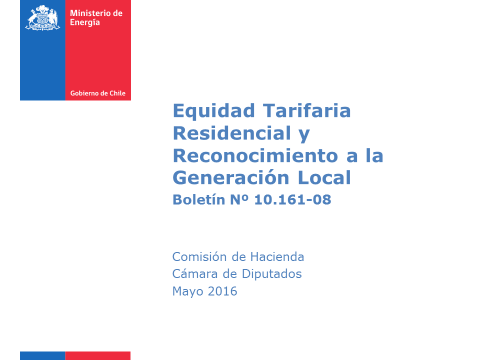 Ministerio de
Energía
Gobierno de Chile
Equidad Tarifaria
Residencial y
Reconocimiento a la
Generación Local
Boletín Nº 10.161-08
Comisión de Hacienda
Cámara de Diputados
Mayo 2016